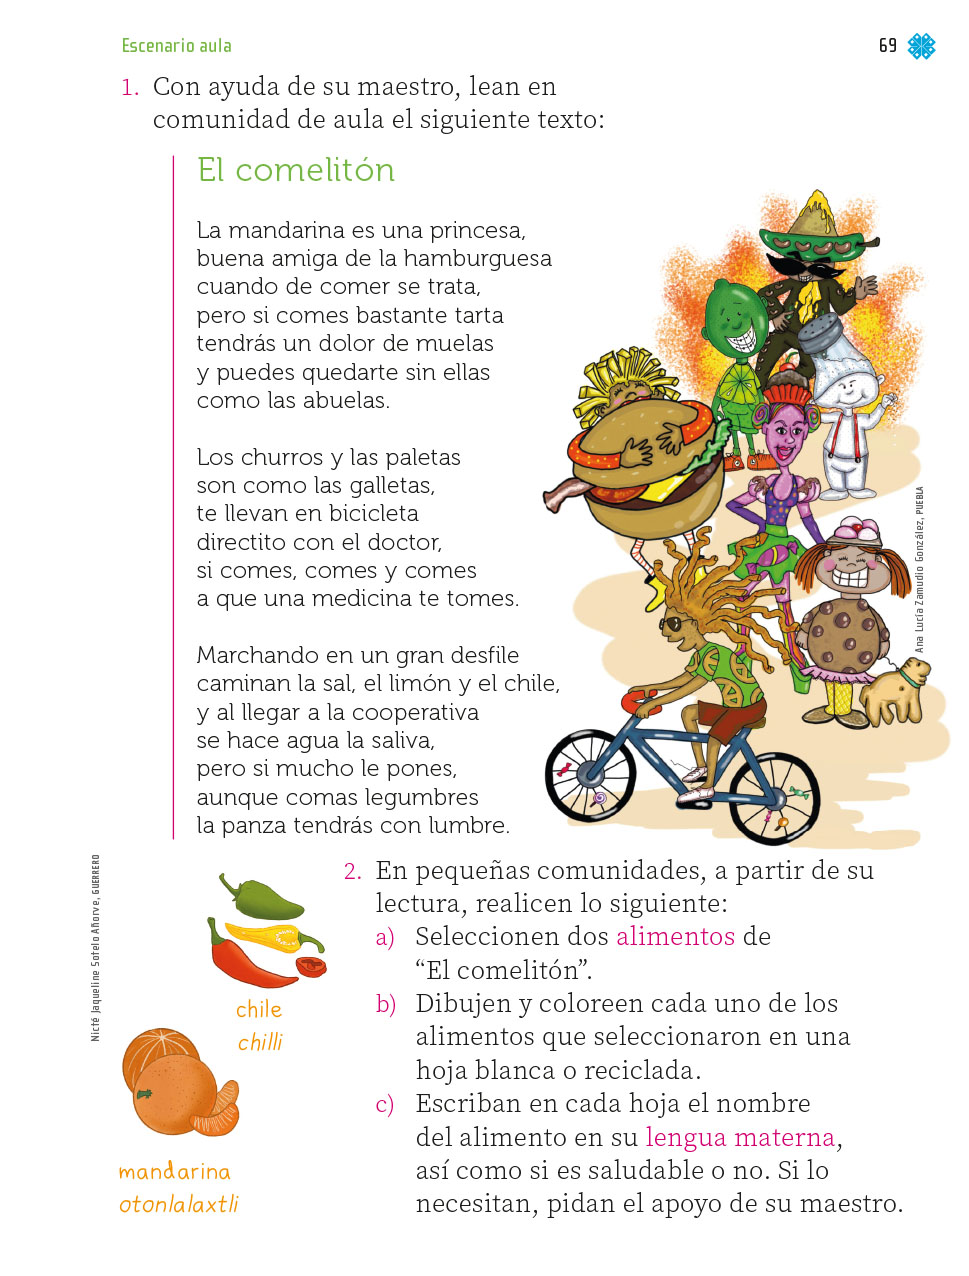 Escenario aula
69
1. Con ayuda de su maestro, lean en
comunidad de aula el siguiente texto:
El comelitón
La mandarina es una princesa,
buena amiga de la hamburguesa
cuando de comer se trata,
pero si comes bastante tarta
tendrás un dolor de muelas
y puedes quedarte sin ellas
como las abuelas.
Los churros y las paletas
son como las galletas,
te llevan en bicicleta
directito con el doctor,
si comes, comes y comes
a que una medicina te tomes.
Marchando en un gran desfile
caminan la sal, el limón y el chile,
y al llegar a la cooperativa
se hace agua la saliva,
pero si mucho le pones,
aunque comas legumbres
la panza tendrás con lumbre.
Ana Lucía Zamudio González, PUEBLA
Nicté Jaqueline Sotelo Añorve, GUERRERO
chile
chilli
mandarina
otonlalaxtli
2. En pequeñas comunidades, a partir de su
lectura, realicen lo siguiente:
a) Seleccionen dos alimentos de
“El comelitón”.
b) Dibujen y coloreen cada uno de los
alimentos que seleccionaron en una
hoja blanca o reciclada.
c) Escriban en cada hoja el nombre
del alimento en su lengua materna,
así como si es saludable o no. Si lo
necesitan, pidan el apoyo de su maestro.